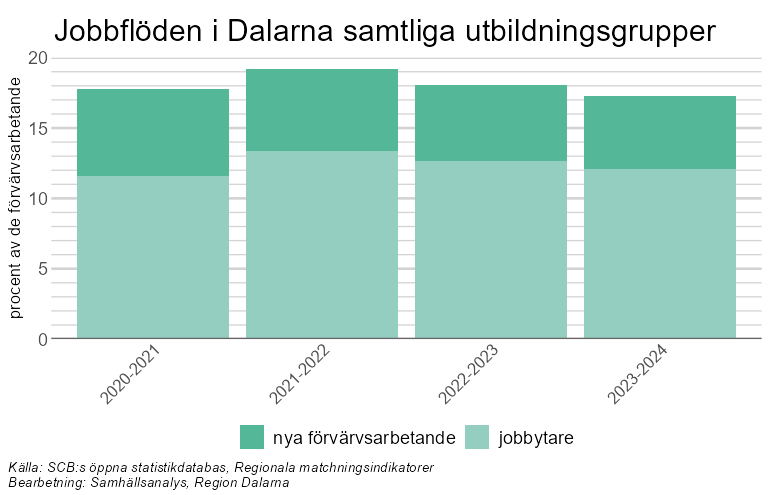 Jobbflöden i Dalarna samtliga utbildningsgrupper
procent av de förvärvsarbetande
20
15
10
5
0
2020-2021
2021-2022
2022-2023
2023-2024
nya förvärvsarbetande
jobbytare
Källa: SCB:s öppna statistikdatabas, Regionala matchningsindikatorer
Bearbetning: Samhällsanalys, Region Dalarna